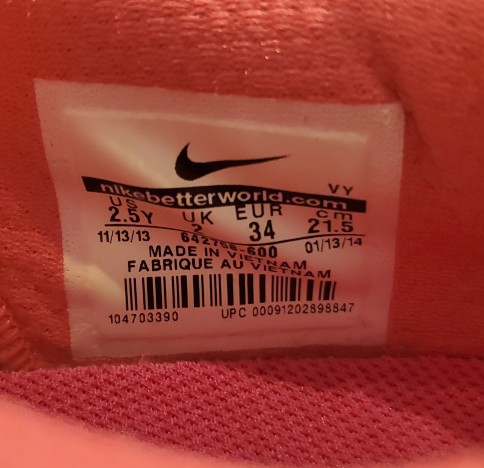 VY
nikebetterworld.com
US UK EUR cm
2.5Y 2 34 21.5
11/13/13 642766-600 01/13/14
MADE IN VIETNAM
FABRIQUE AU VIETNAM
104703390 UPC 00091202898847